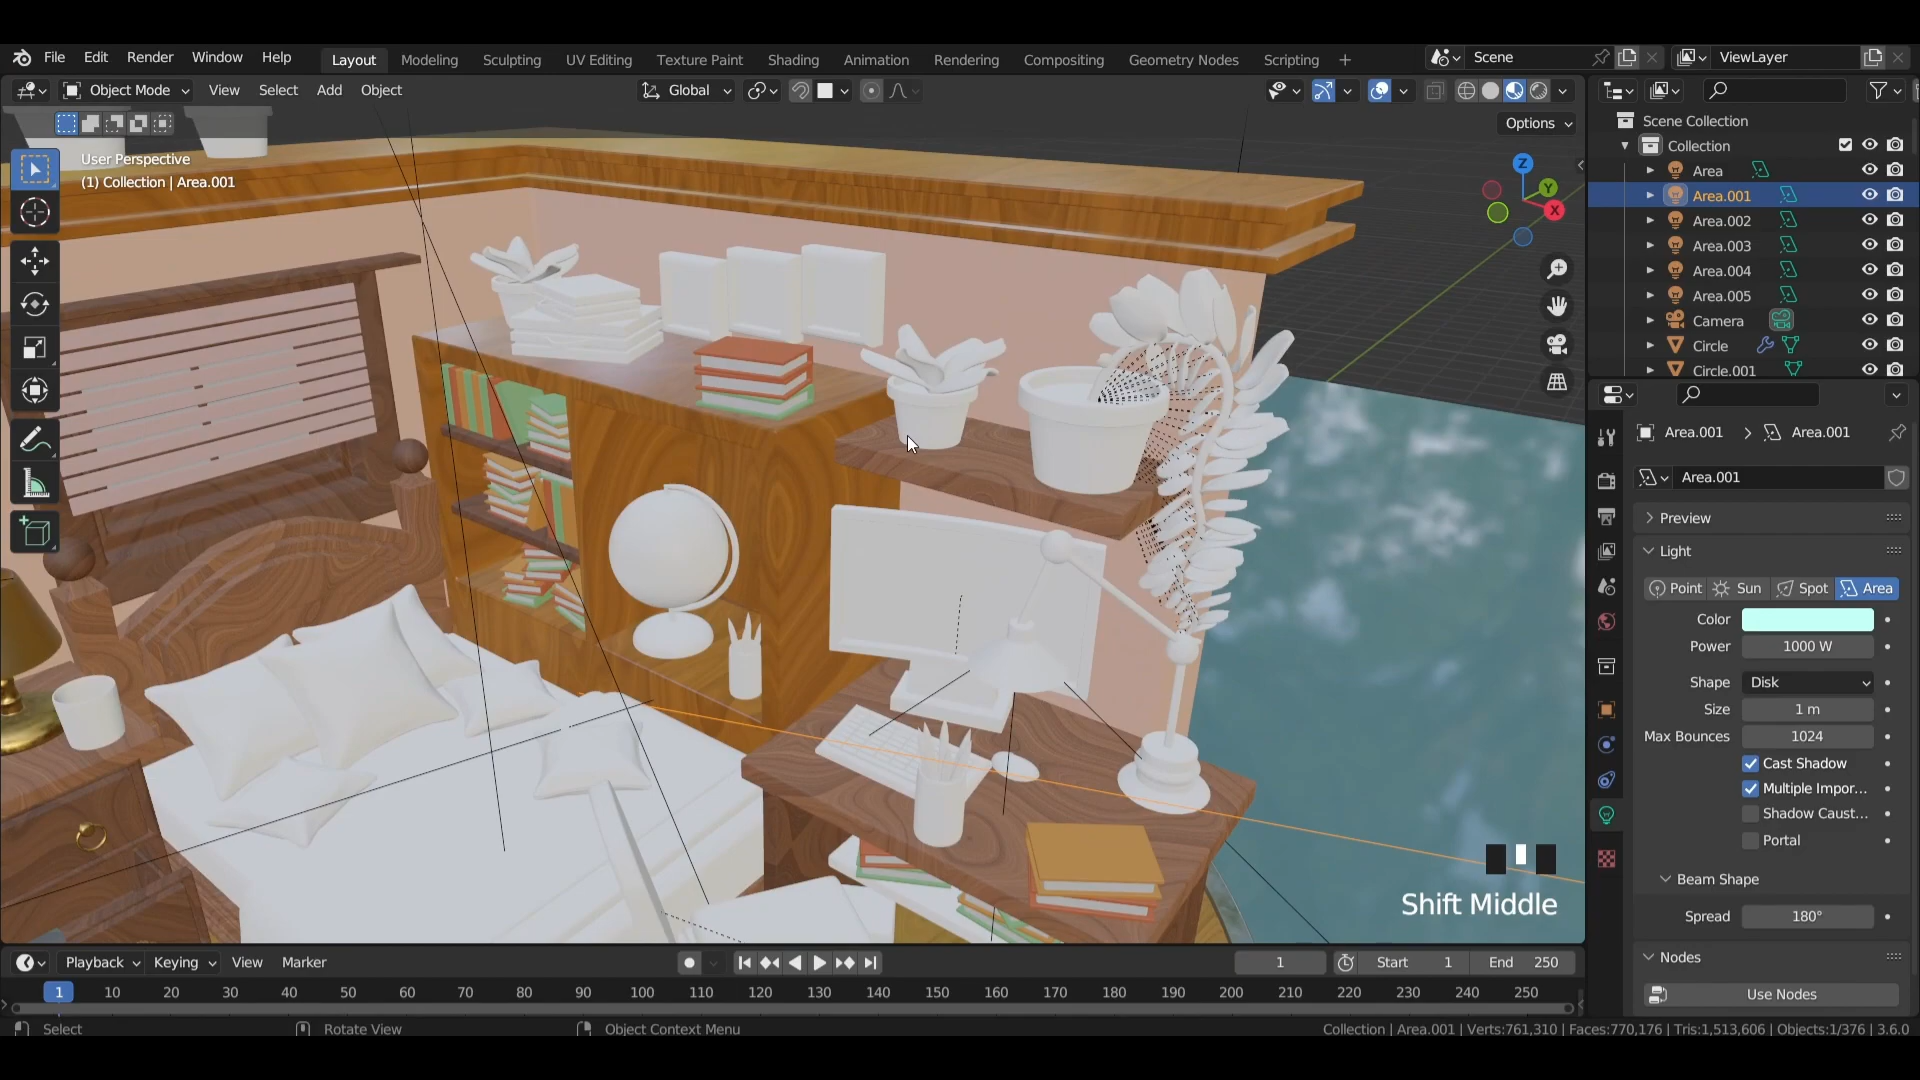 File Edit Render Window Help Layout Modeling Sculpting UV Editing Texture Paint Shading Animation Rendering Compositing Geometry Nodes Scripting + Scene ViewLayer
Object Mode View Select Add Object Global
Options
User Perspective
(1) Collection | Area.001
Z
Y
X
Shift Middle
Scene Collection
Collection
Area
Area.001
Area.002
Area.003
Area.004
Area.005
Camera
Circle
Circle.001
Area.001 > Area.001
Area.001
Preview
Light
Point Sun Spot Area
Color
Power 1000 W
Shape Disk
Size 1 m
Max Bounces 1024
Cast Shadow
Multiple Impor...
Shadow Caust...
Portal
Beam Shape
Spread 180°
Nodes
Use Nodes
Playback Keying View Marker 1 Start 1 End 250
1 10 20 30 40 50 60 70 80 90 100 110 120 130 140 150 160 170 180 190 200 210 220 230 240 250
Select Rotate View Object Context Menu Collection | Area.001 | Verts:761,310 | Faces:770,176 | Tris:1,513,606 | Objects:1/376 | 3.6.0